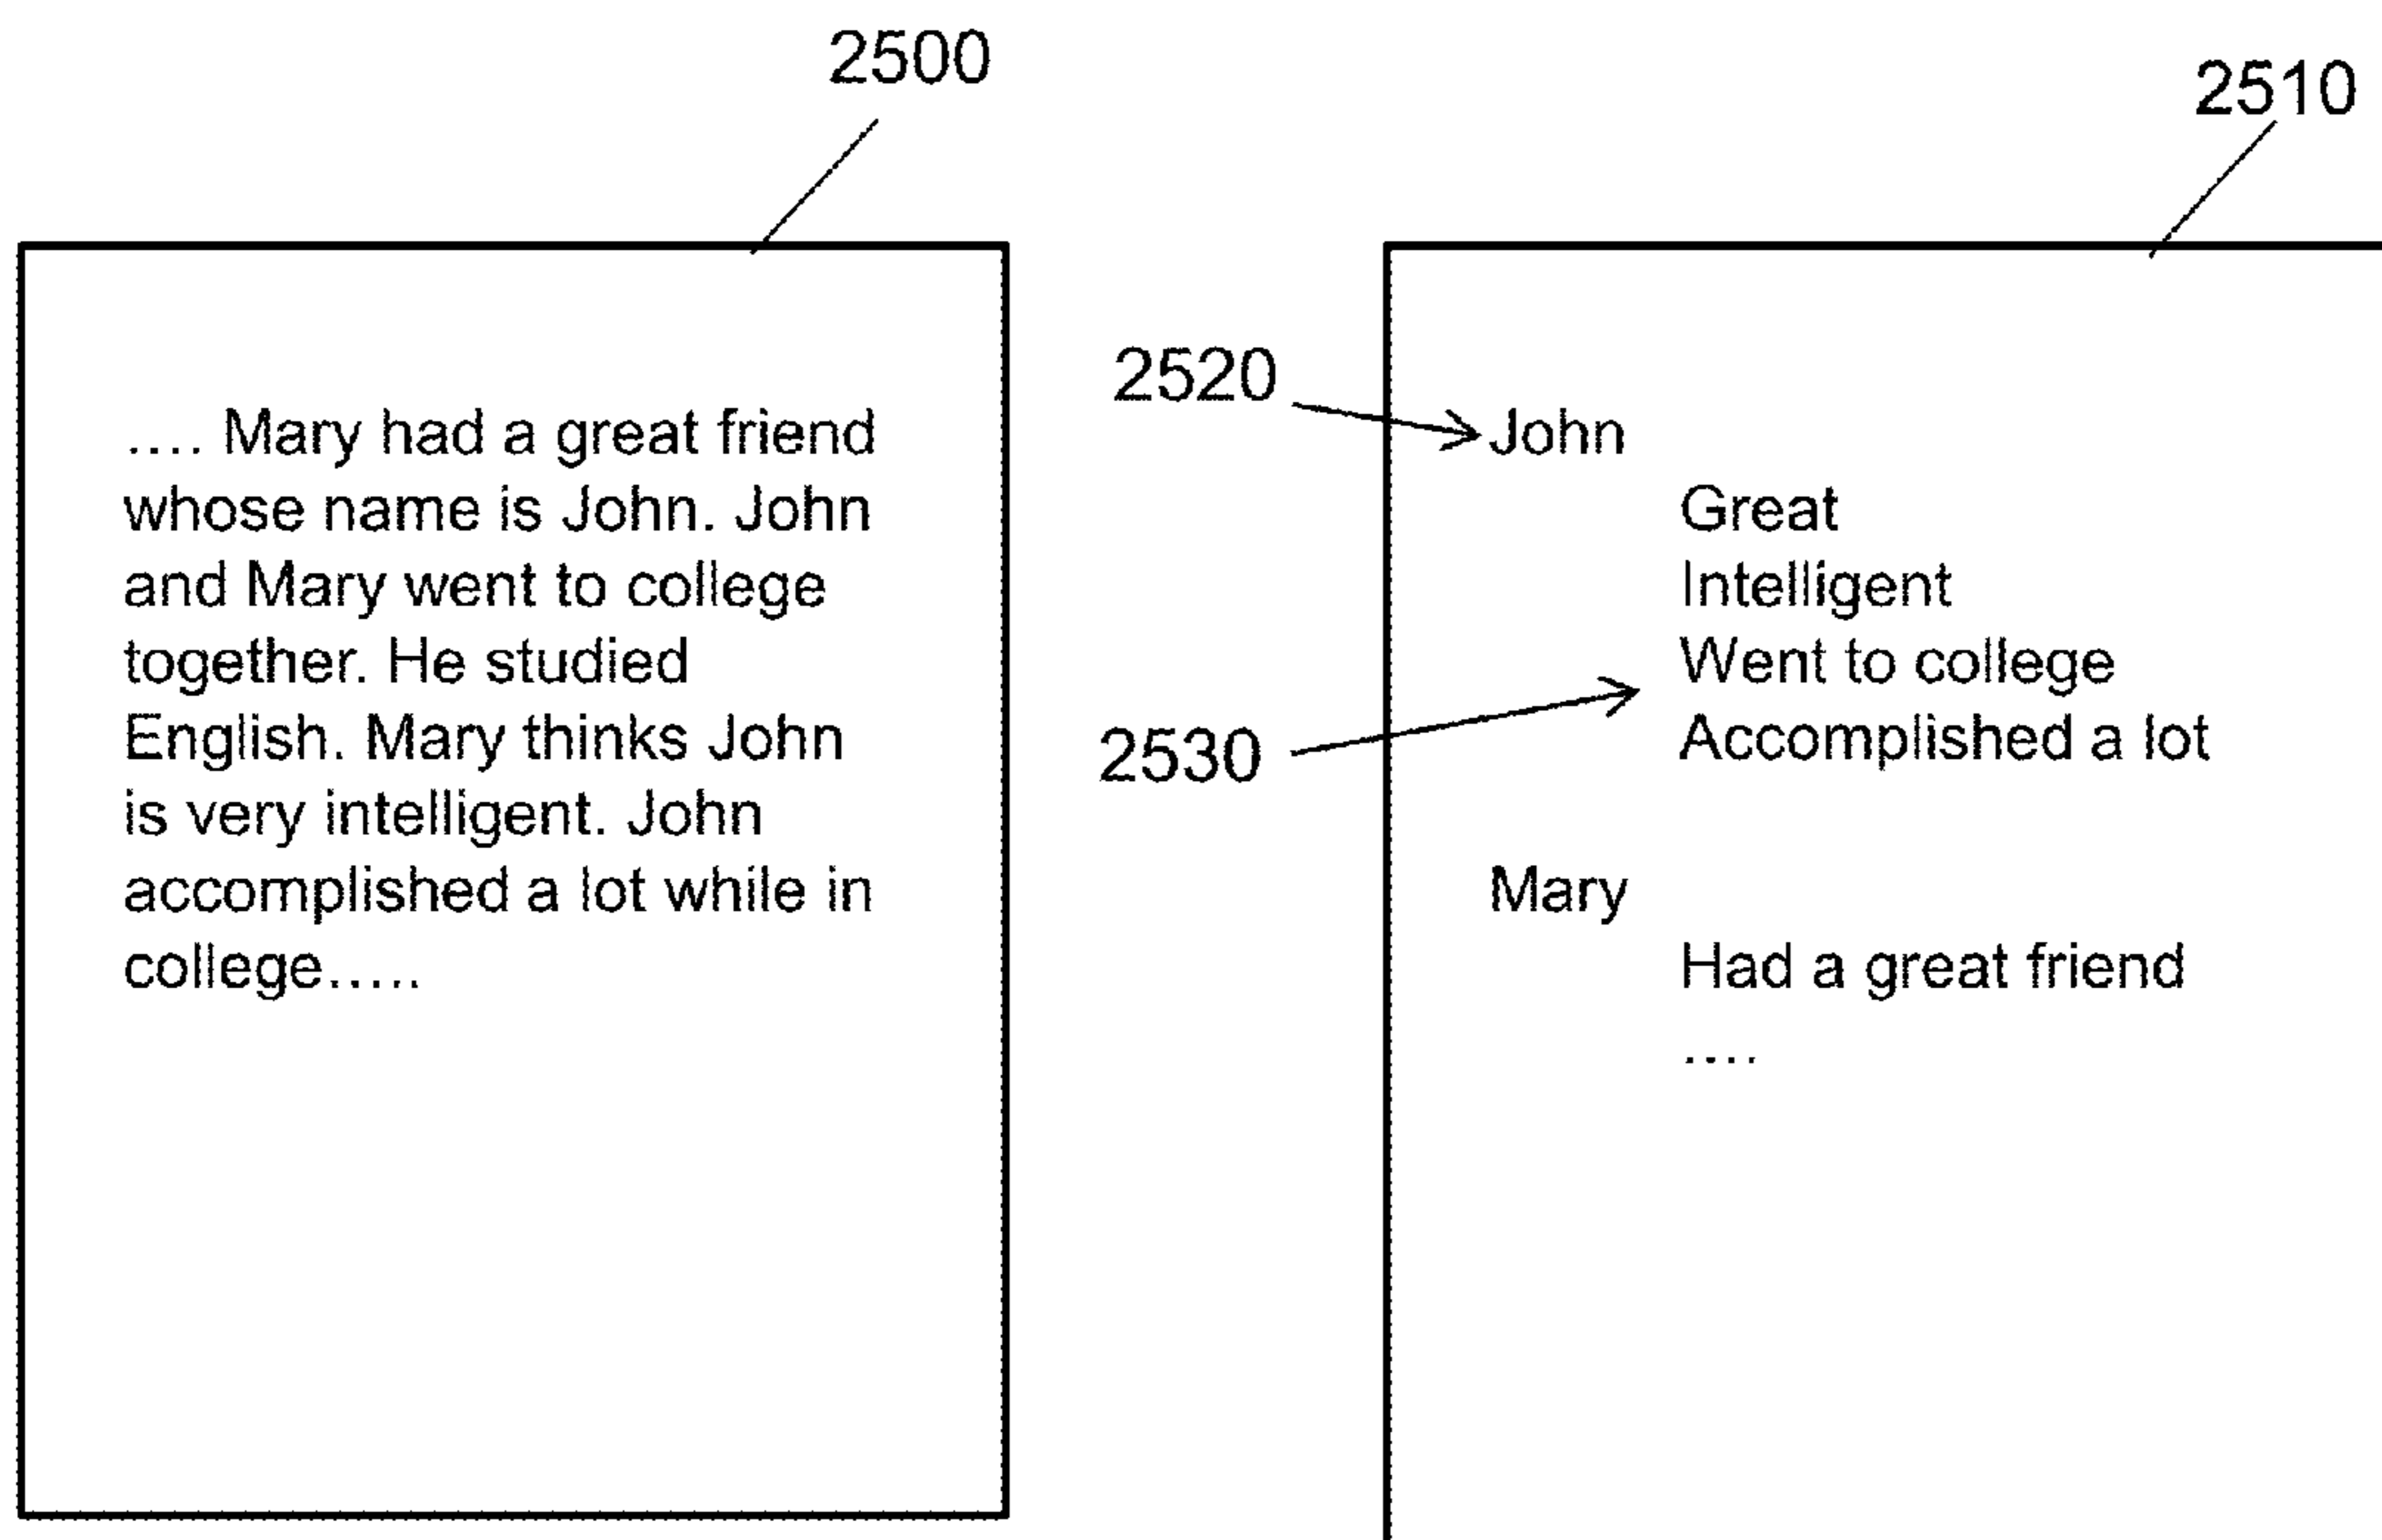 2500
2510
.... Mary had a great friend
whose name is John. John
and Mary went to college
together. He studied
English. Mary thinks John
is very intelligent. John
accomplished a lot while in
college.....
2520
John
Great
Intelligent
Went to college
2530
Accomplished a lot
Mary
Had a great friend
....